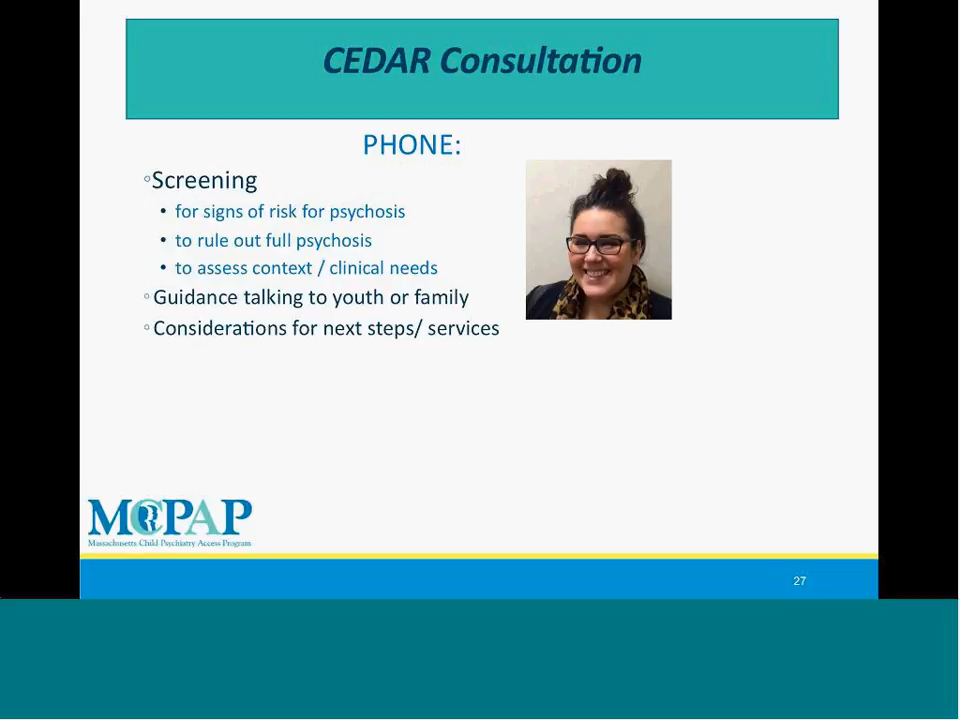 CEDAR Consultation
PHONE:
◦Screening
• for signs of risk for psychosis
• to rule out full psychosis
• to assess context / clinical needs
◦ Guidance talking to youth or family
◦ Considerations for next steps/ services
MCPAP
Massachusetts Child Psychiatry Access Program
27